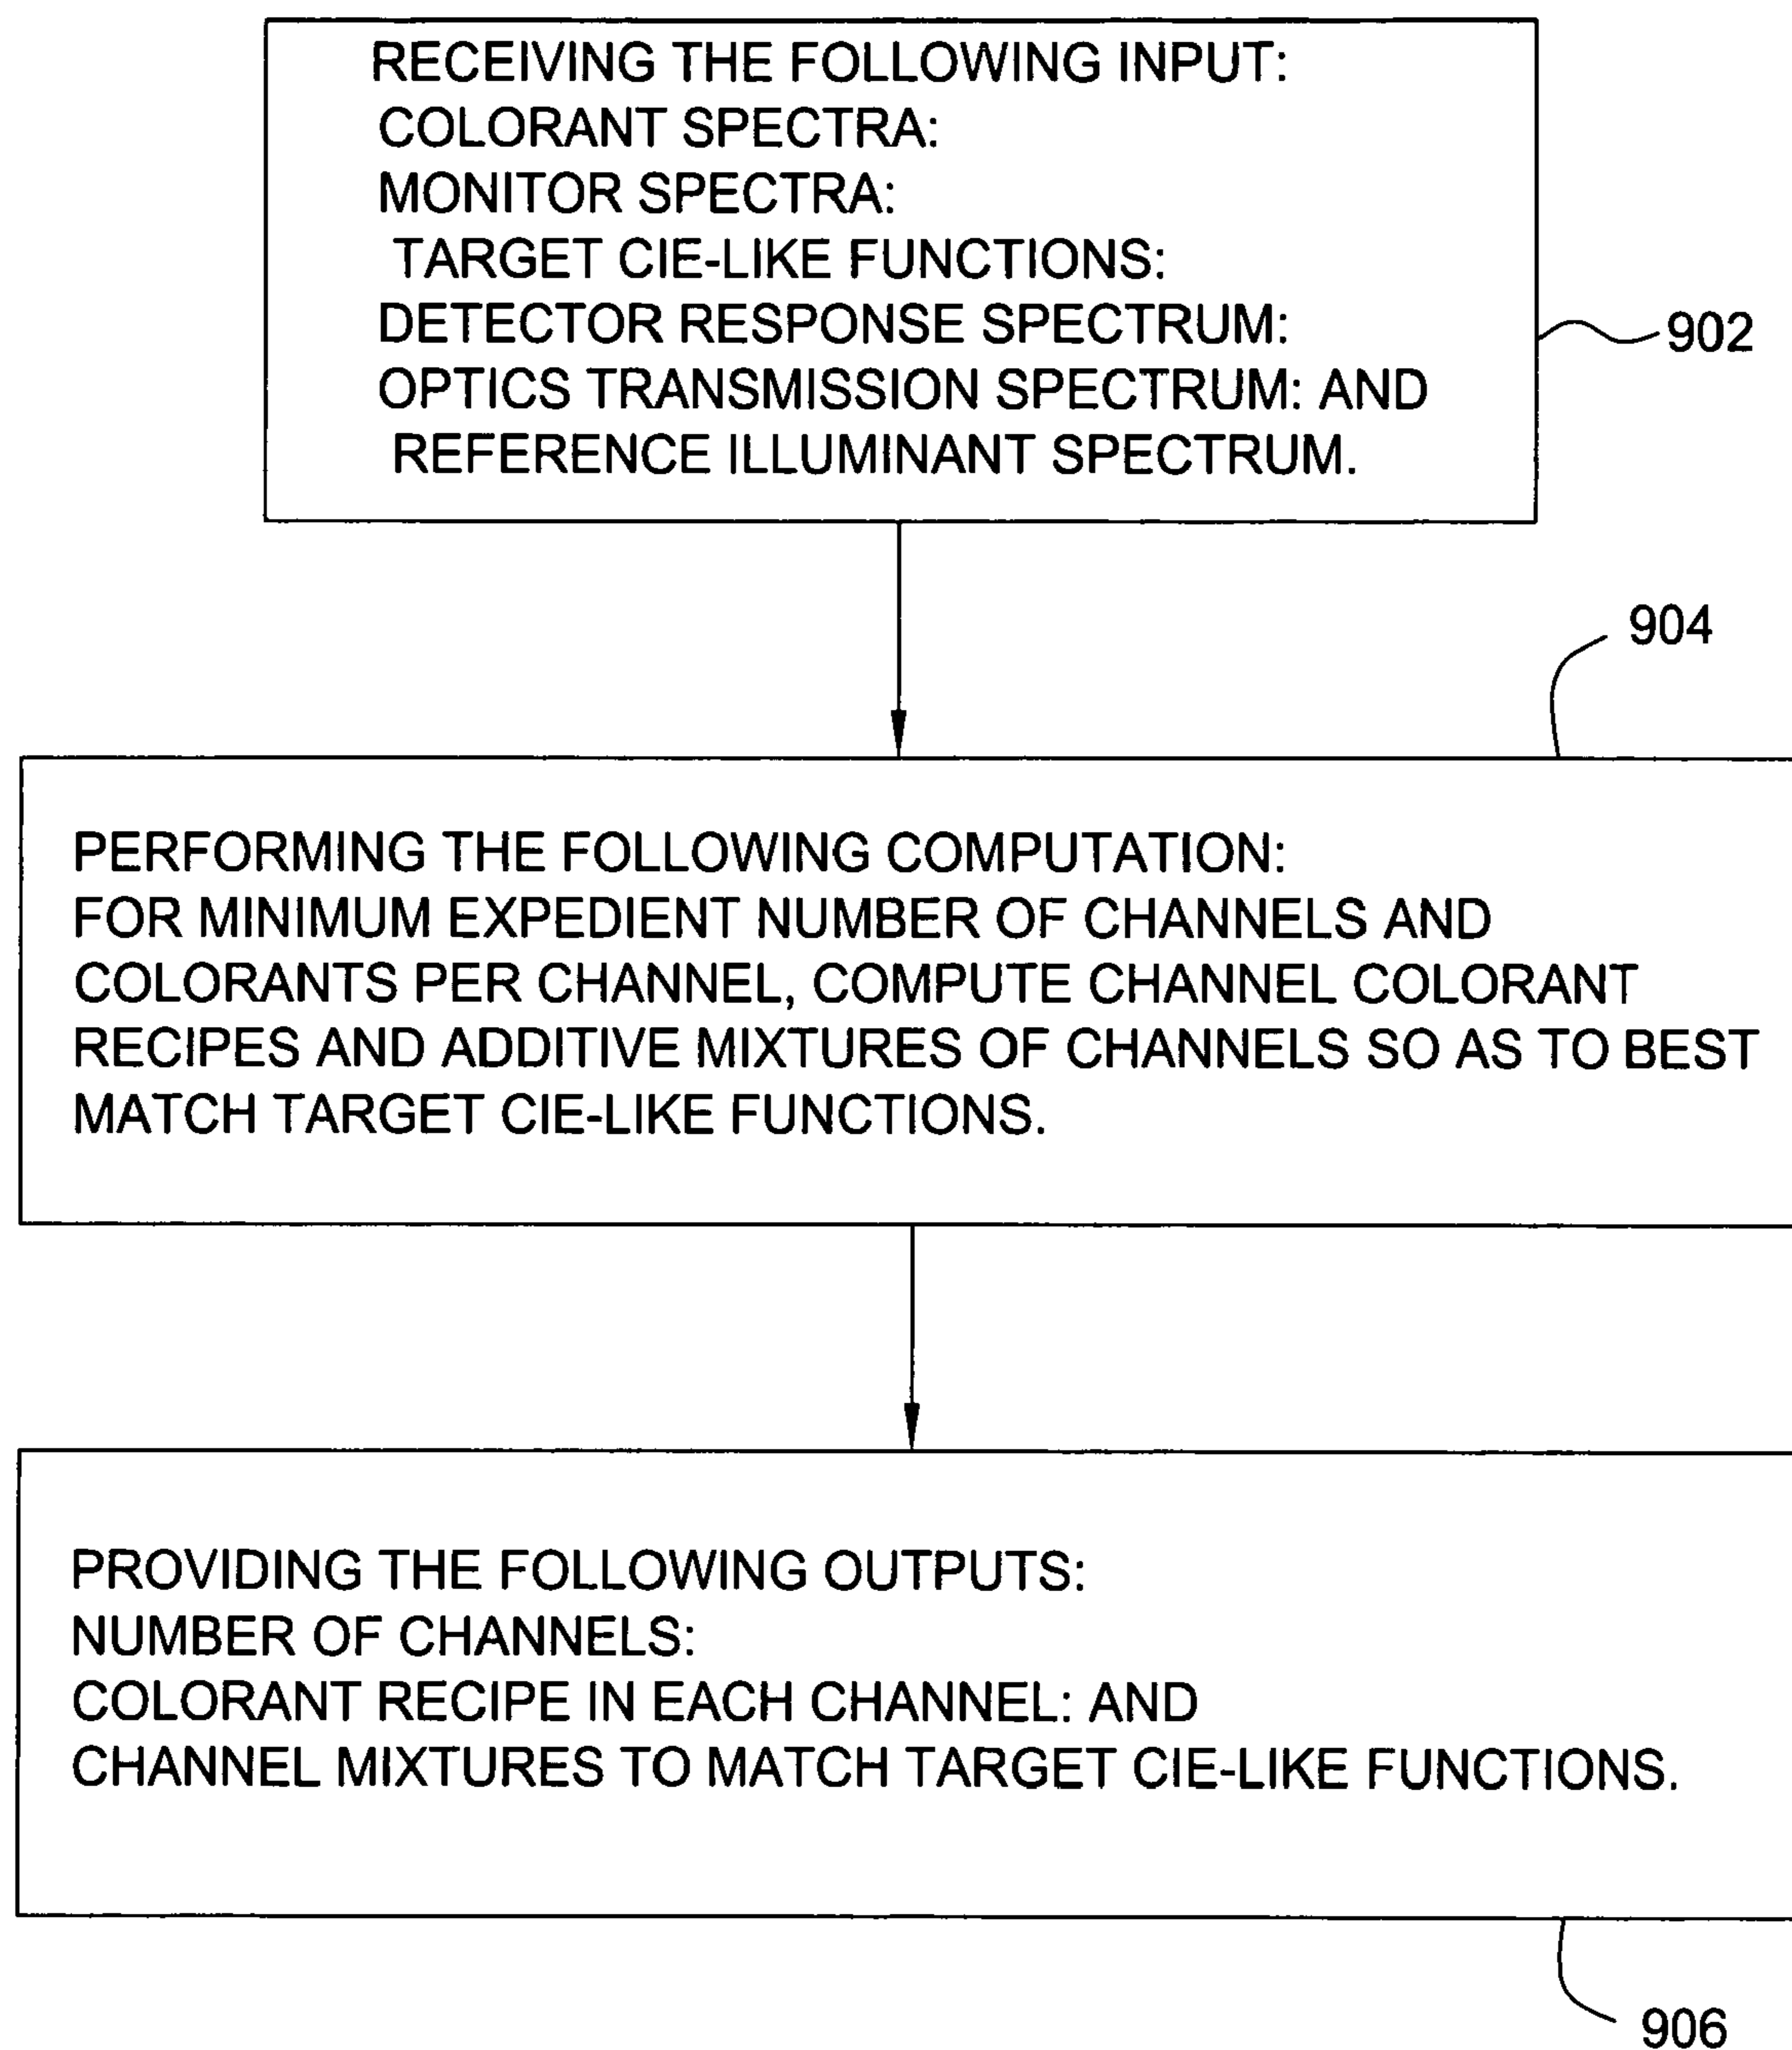 RECEIVING THE FOLLOWING INPUT:
COLORANT SPECTRA:
MONITOR SPECTRA:
TARGET CIE-LIKE FUNCTIONS:
DETECTOR RESPONSE SPECTRUM:
OPTICS TRANSMISSION SPECTRUM: AND
REFERENCE ILLUMINANT SPECTRUM.
902
904
PERFORMING THE FOLLOWING COMPUTATION:
FOR MINIMUM EXPEDIENT NUMBER OF CHANNELS AND
COLORANTS PER CHANNEL, COMPUTE CHANNEL COLORANT
RECIPES AND ADDITIVE MIXTURES OF CHANNELS SO AS TO BEST
MATCH TARGET CIE-LIKE FUNCTIONS.
PROVIDING THE FOLLOWING OUTPUTS:
NUMBER OF CHANNELS:
COLORANT RECIPE IN EACH CHANNEL: AND
CHANNEL MIXTURES TO MATCH TARGET CIE-LIKE FUNCTIONS.
906